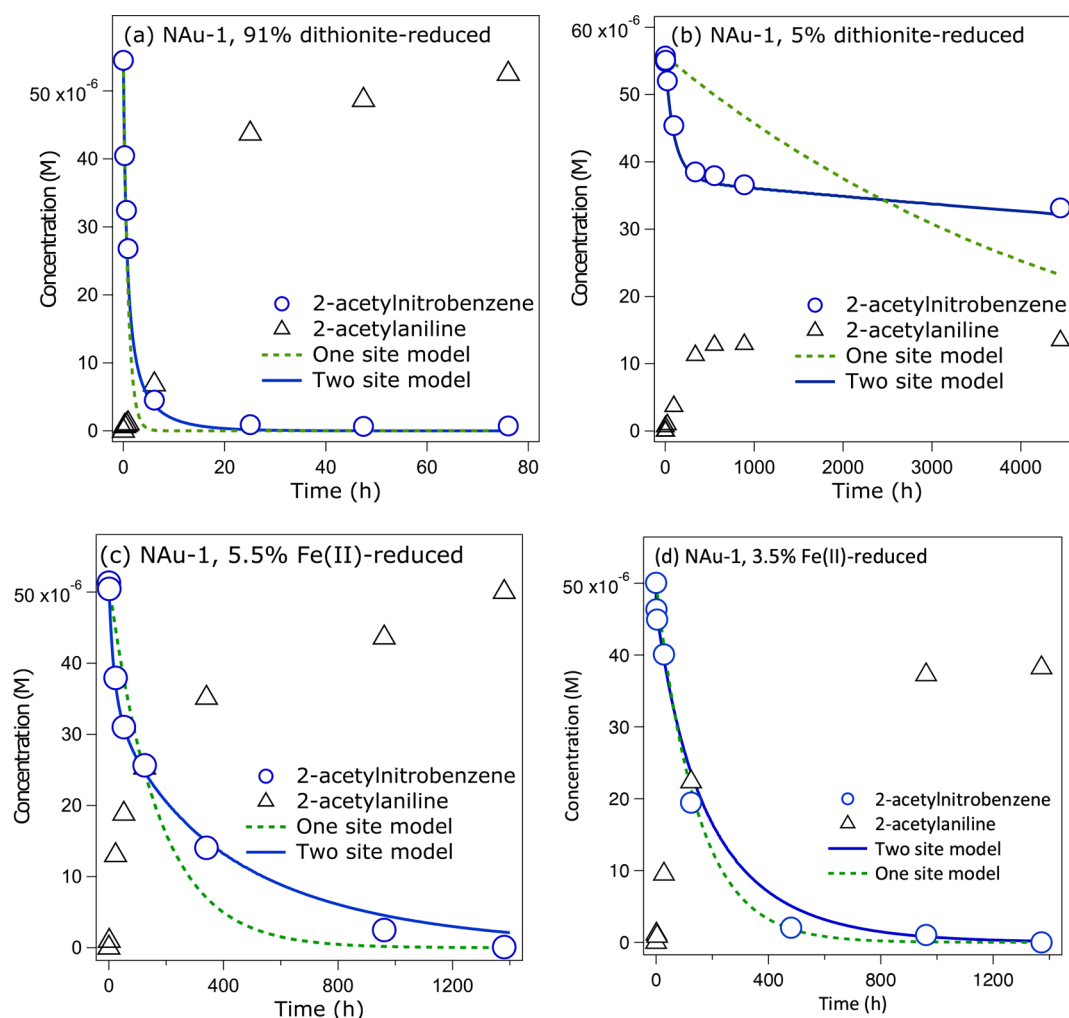 (a) NAu-1, 91% dithionite-reduced
50 x10-6
40
30
20
10
0
Concentration (M)
2-acetylnitrobenzene
2-acetylaniline
One site model
Two site model
0 20 40 60 80
Time (h)
(b) NAu-1, 5% dithionite-reduced
60 x10-6
50
40
30
20
10
0
Concentration (M)
2-acetylnitrobenzene
2-acetylaniline
One site model
Two site model
0 1000 2000 3000 4000
Time (h)
(c) NAu-1, 5.5% Fe(II)-reduced
50 x10-6
40
30
20
10
0
Concentration (M)
2-acetylnitrobenzene
2-acetylaniline
One site model
Two site model
0 400 800 1200
Time (h)
(d) NAu-1, 3.5% Fe(II)-reduced
50 x10-6
40
30
20
10
0
Concentration (M)
2-acetylnitrobenzene
2-acetylaniline
Two site model
One site model
0 400 800 1200
Time (h)